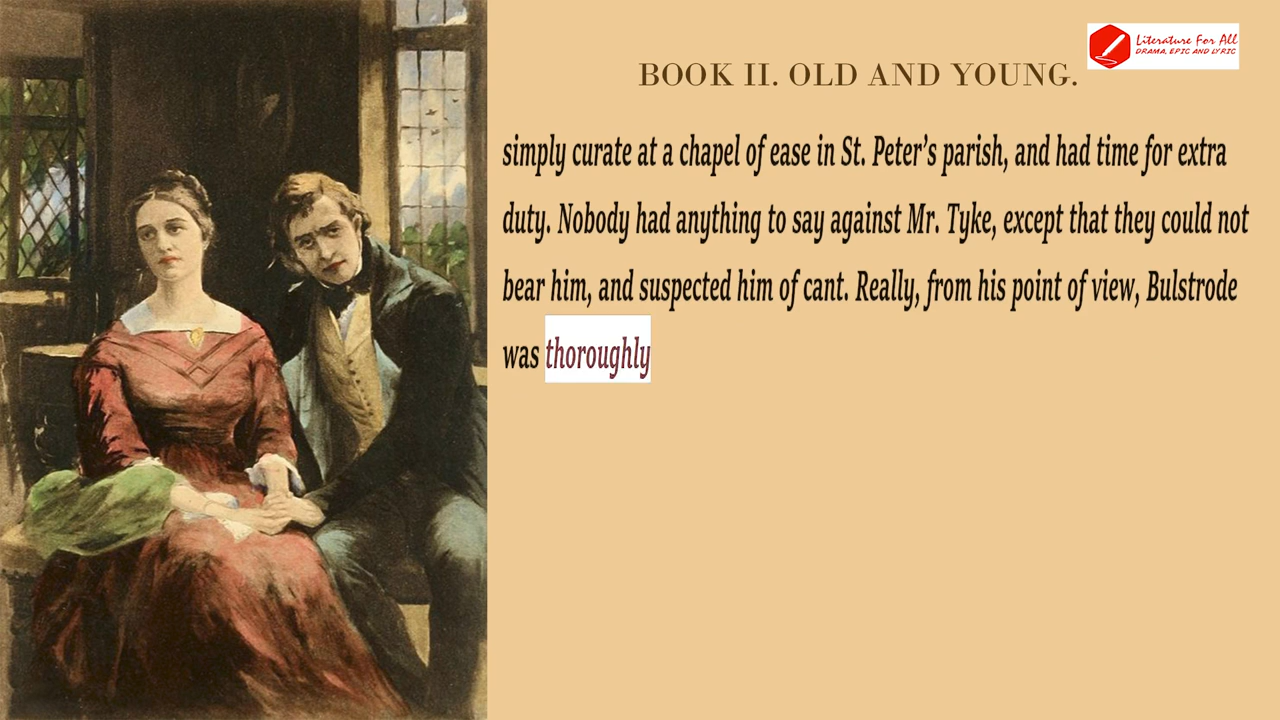 Literature For All
DRAMA, EPIC AND LYRIC
BOOK II. OLD AND YOUNG.
simply curate at a chapel of ease in St. Peter’s parish, and had time for extra
duty. Nobody had anything to say against Mr. Tyke, except that they could not
bear him, and suspected him of cant. Really, from his point of view, Bulstrode
was thoroughly